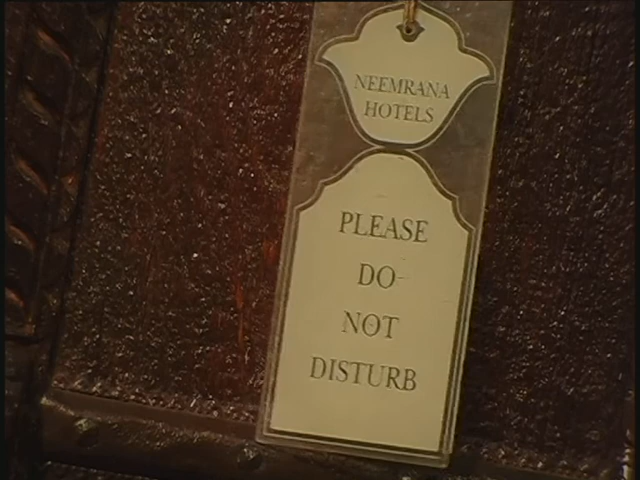 NEEMRANA
HOTELS
PLEASE
DO
NOT
DISTURB